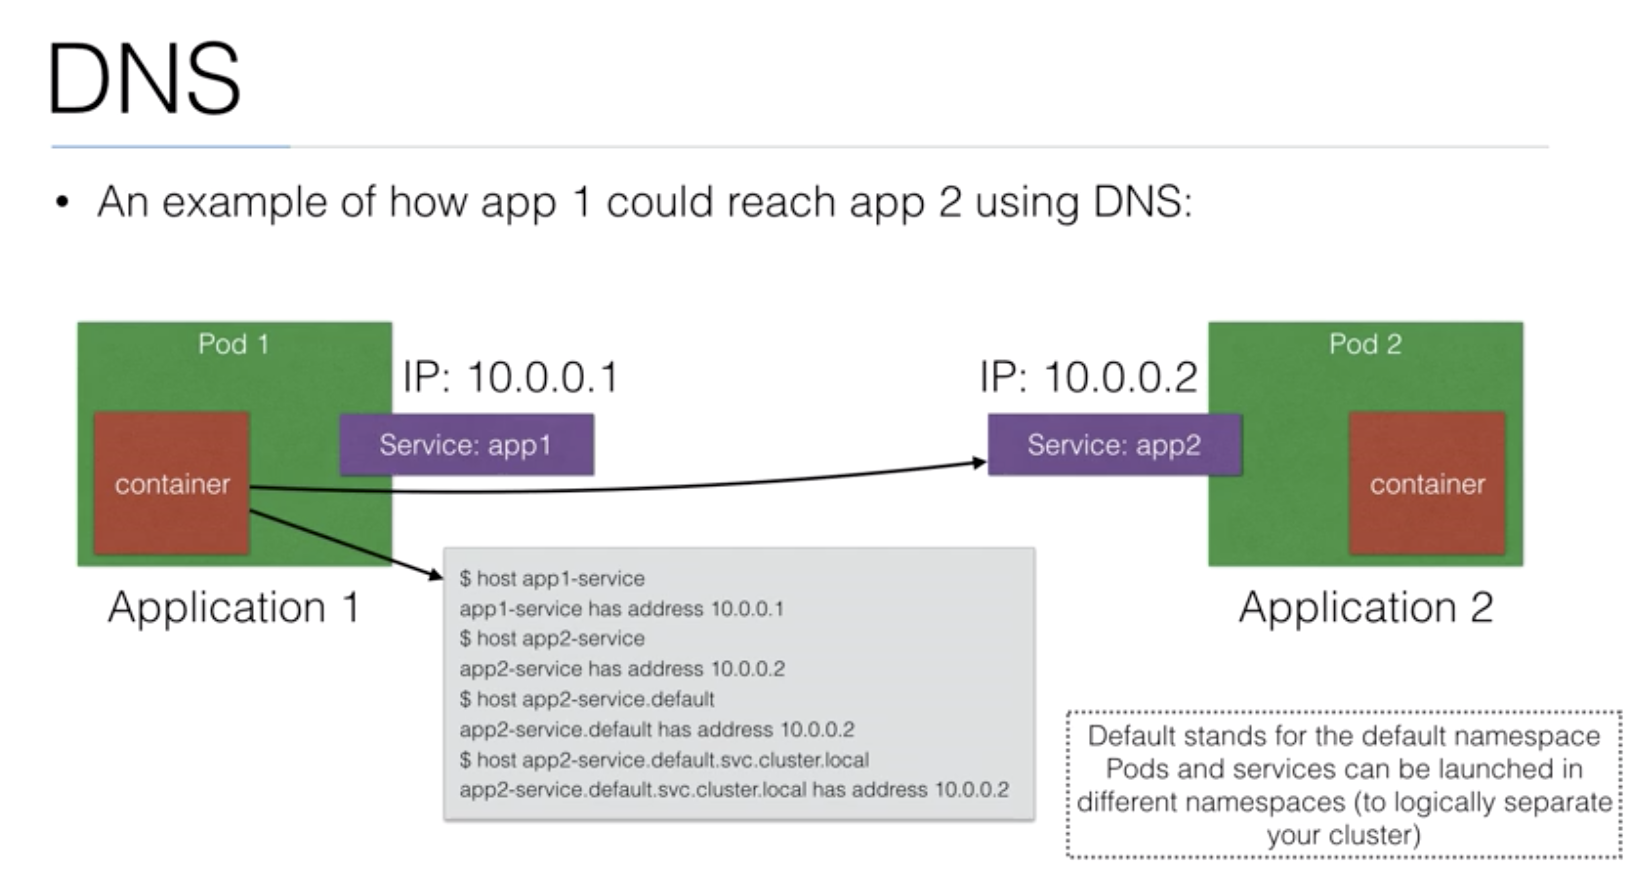 DNS
• An example of how app 1 could reach app 2 using DNS:
Pod 1
IP: 10.0.0.1
Service: app1
container
Application 1
IP: 10.0.0.2
Pod 2
Service: app2
container
Application 2
$ host app1-service
app1-service has address 10.0.0.1
$ host app2-service
app2-service has address 10.0.0.2
$ host app2-service.default
app2-service.default has address 10.0.0.2
$ host app2-service.default.svc.cluster.local
app2-service.default.svc.cluster.local has address 10.0.0.2
Default stands for the default namespace
Pods and services can be launched in
different namespaces (to logically separate
your cluster)